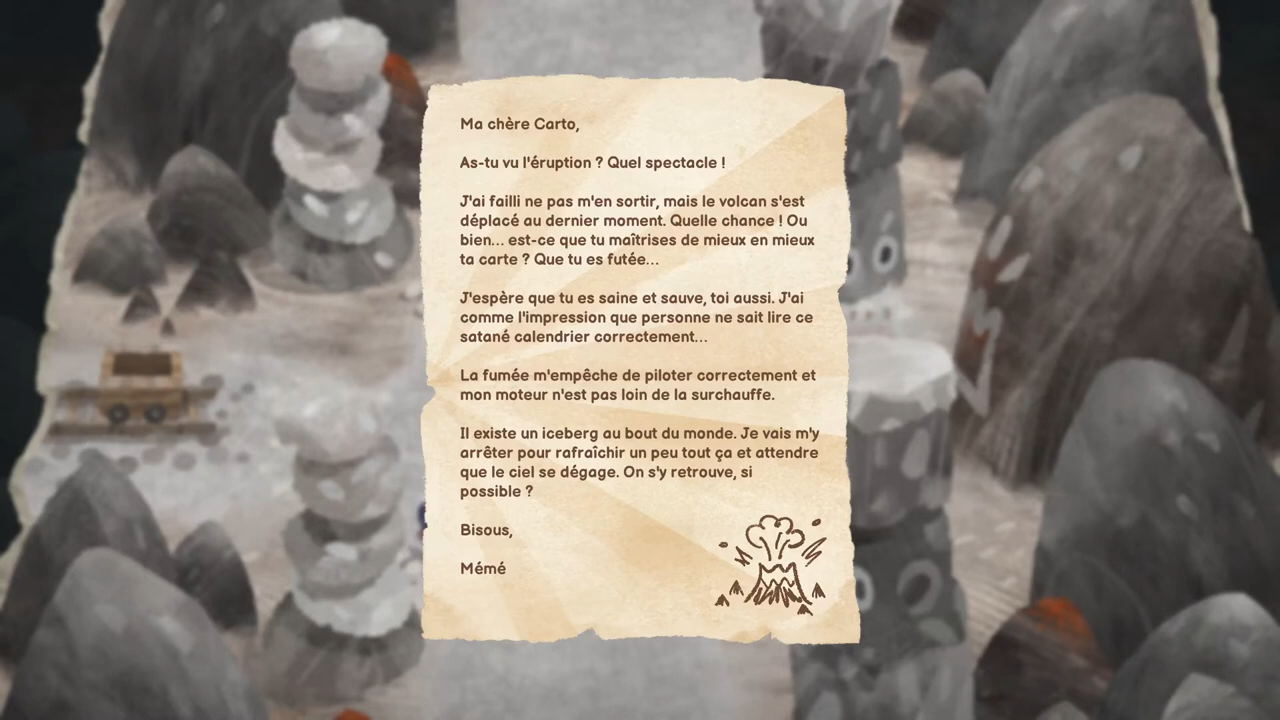 Ma chère Carto,
As-tu vu l'éruption ? Quel spectacle !
J'ai failli ne pas m'en sortir, mais le volcan s'est
déplacé au dernier moment. Quelle chance ! Ou
bien... est-ce que tu maîtrises de mieux en mieux
ta carte ? Que tu es futée...
J'espère que tu es saine et sauve, toi aussi. J'ai
comme l'impression que personne ne sait lire ce
satané calendrier correctement...
La fumée m'empêche de piloter correctement et
mon moteur n'est pas loin de la surchauffe.
Il existe un iceberg au bout du monde. Je vais m'y
arrêter pour rafraîchir un peu tout ça et attendre
que le ciel se dégage. On s'y retrouve, si
possible ?
Bisous,
Mémé